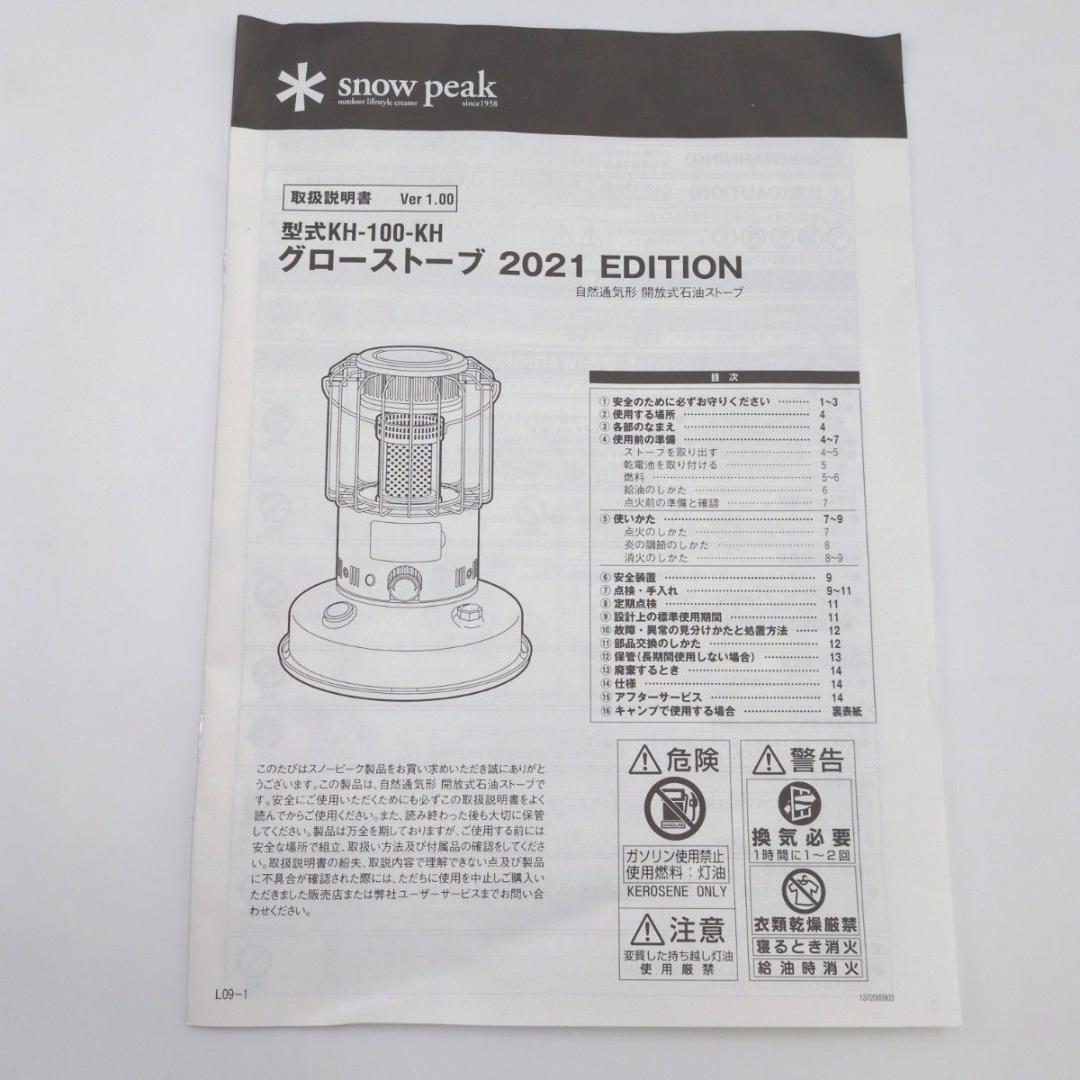 snow peak
outdoor lifestyle creator since1958
取扱説明書 Ver 1.00
型式KH-100-KH
グローストーブ 2021 EDITION
自然通気形 開放式石油ストーブ
目 次
① 安全のために必ずお守りください ……… 1~3
② 使用する場所 ……… 4
③ 各部のなまえ ……… 4
④ 使用前の準備 ……… 4~7
ストーブを取り出す ……… 4~5
乾電池を取り付ける ……… 5
燃料 ……… 5~6
給油のしかた ……… 6
点火前の準備と確認 ……… 7
⑤ 使いかた ……… 7~9
点火のしかた ……… 7
炎の調節のしかた ……… 8
消火のしかた ……… 8~9
⑥ 安全装置 ……… 9
⑦ 点検・手入れ ……… 9~11
⑧ 定期点検 ……… 11
⑨ 設計上の標準使用期間 ……… 11
⑩ 故障・異常の見分けかたと処置方法 …… 12
⑪ 部品交換のしかた ……… 12
⑫ 保管(長期間使用しない場合) ……… 13
⑬ 廃棄するとき ……… 14
⑭ 仕様 ……… 14
⑮ アフターサービス ……… 14
⑯ キャンプで使用する場合 ……… 裏表紙
このたびはスノーピーク製品をお買い求めいただき誠にありがと
うございます。この製品は、自然通気形 開放式石油ストーブで
す。安全にご使用いただくためにも必ずこの取扱説明書をよく
読んでからご使用ください。また、読み終わった後も大切に保管
してください。製品は万全を期しておりますが、ご使用する前には
安全な場所で組立、取扱い方法及び付属品の確認をしてくださ
い。取扱説明書の紛失、取説内容で理解できない点及び製品
に不具合が確認された際には、ただちに使用を中止しご購入い
ただきました販売店または弊社ユーザーサービスまでお問い合
わせください。
危険
GASOLINE
ガソリン使用禁止
使用燃料:灯油
KEROSENE ONLY
注意
変質した持ち越し灯油
使用厳禁
警告
換気必要
1時間に1~2回
衣類乾燥厳禁
寝るとき消火
給油時消火
L09-1
1372000903